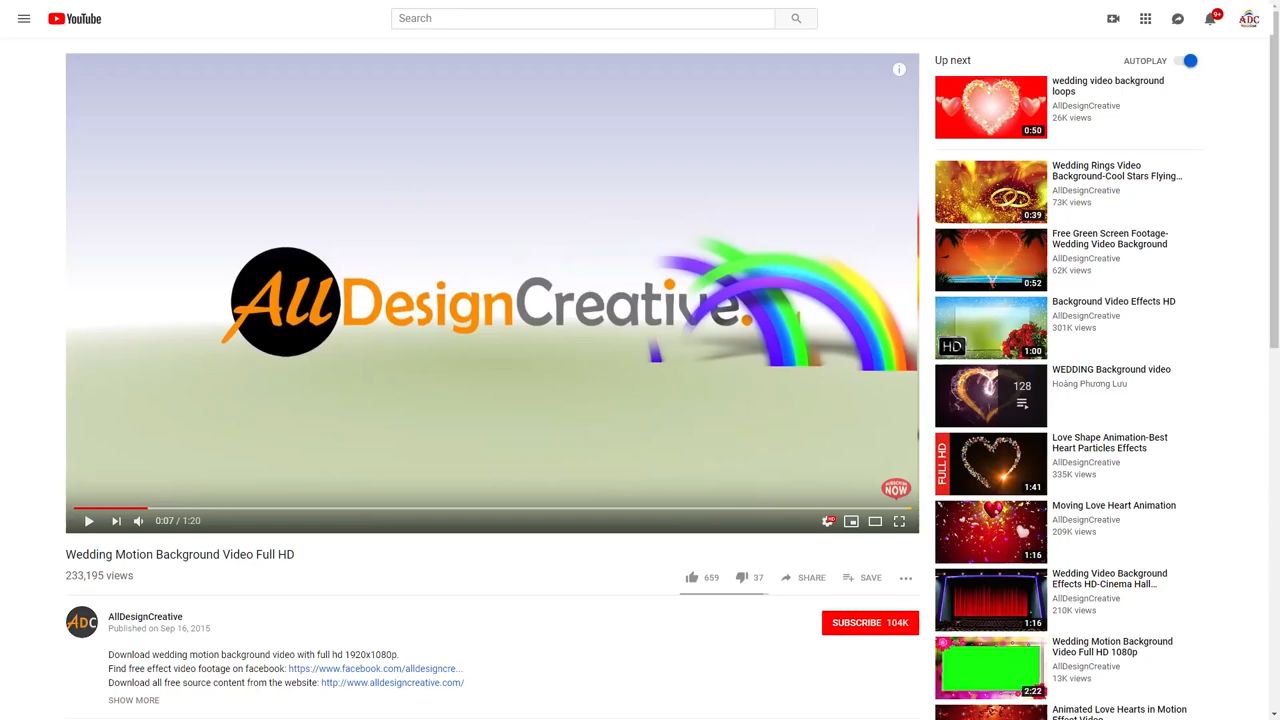 YouTube
Search
9+
ADC
AllDesignCreative.
SUBSCRIBE
NOW
0:07 / 1:20
HD
Wedding Motion Background Video Full HD
233,195 views
659
37
SHARE
SAVE
ADC
AllDesignCreative
Published on Sep 16, 2015
SUBSCRIBE 104K
Download wedding motion background video with full hd 1920x1080p.
Find free effect video footage on facebook: https://www.facebook.com/alldesigncre...
Download all free source content from the website: http://www.alldesigncreative.com/
SHOW MORE
Up next
AUTOPLAY
0:50
wedding video background
loops
AllDesignCreative
26K views
0:39
Wedding Rings Video
Background-Cool Stars Flying...
AllDesignCreative
73K views
0:52
Free Green Screen Footage-
Wedding Video Background
AllDesignCreative
62K views
HD
1:00
Background Video Effects HD
AllDesignCreative
301K views
128
WEDDING Background video
Hoàng Phương Lưu
FULL HD
1:41
Love Shape Animation-Best
Heart Particles Effects
AllDesignCreative
335K views
1:16
Moving Love Heart Animation
AllDesignCreative
209K views
1:16
Wedding Video Background
Effects HD-Cinema Hall...
AllDesignCreative
210K views
2:22
Wedding Motion Background
Video Full HD 1080p
AllDesignCreative
13K views
Animated Love Hearts in Motion
Effect Video